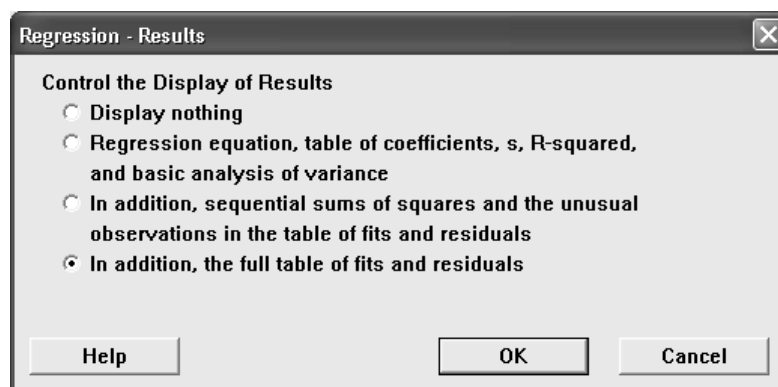 Regression - Results
Control the Display of Results
Display nothing
Regression equation, table of coefficients, s, R-squared,
and basic analysis of variance
In addition, sequential sums of squares and the unusual
observations in the table of fits and residuals
In addition, the full table of fits and residuals
Help
OK
Cancel